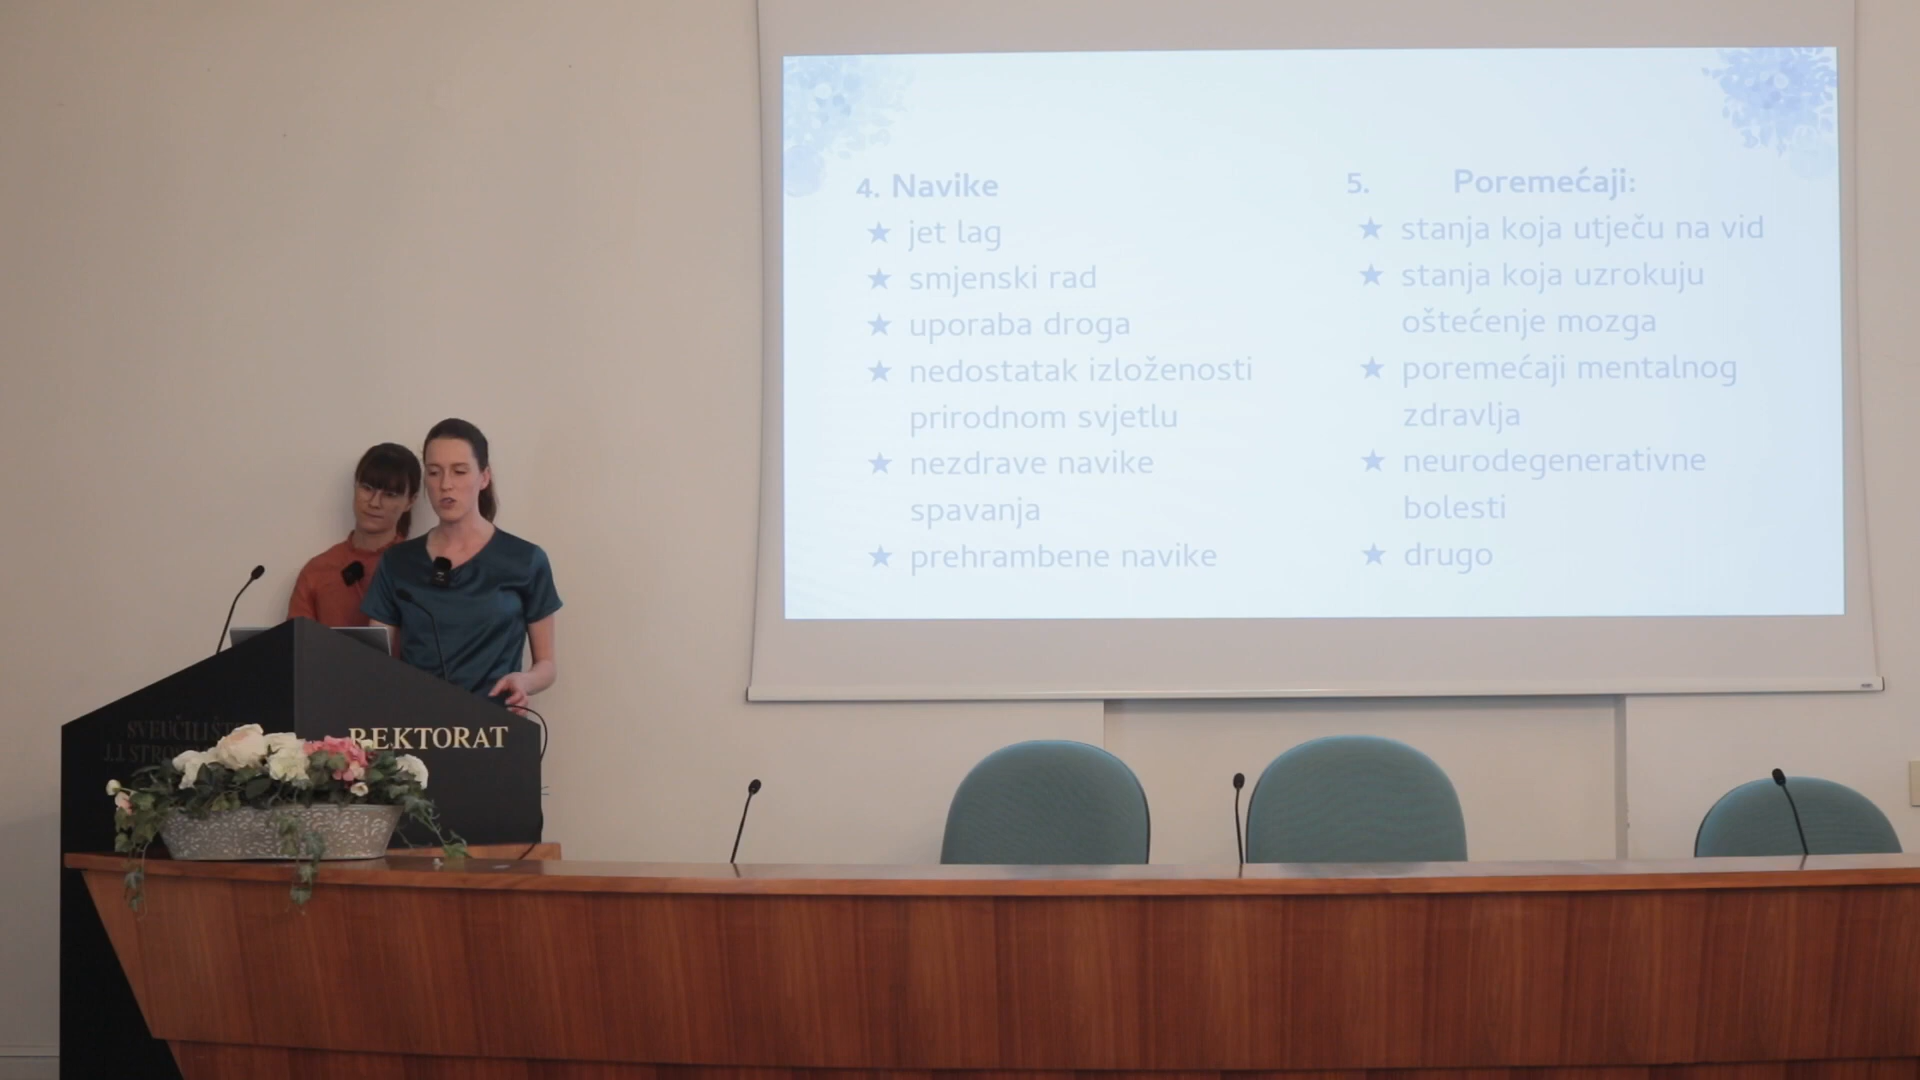 4. Navike
★ jet lag
★ smjenski rad
★ uporaba droga
★ nedostatak izloženosti
prirodnom svjetlu
★ nezdrave navike
spavanja
★ prehrambene navike
5. Poremećaji:
★ stanja koja utječu na vid
★ stanja koja uzrokuju
oštećenje mozga
★ poremećaji mentalnog
zdravlja
★ neurodegenerativne
bolesti
★ drugo
J.J.
REKTORAT